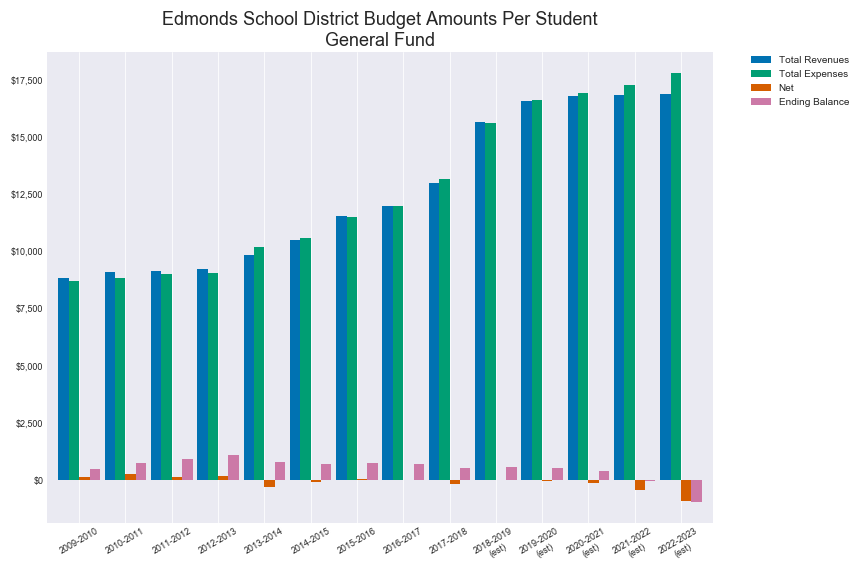 Edmonds School District Budget Amounts Per Student
General Fund
Total Revenues
Total Expenses
Net
Ending Balance
$17,500
$15,000
$12,500
$10,000
$7,500
$5,000
$2,500
$0
2009-2010
2010-2011
2011-2012
2012-2013
2013-2014
2014-2015
2015-2016
2016-2017
2017-2018
2018-2019
(est)
2019-2020
(est)
2020-2021
(est)
2021-2022
(est)
2022-2023
(est)